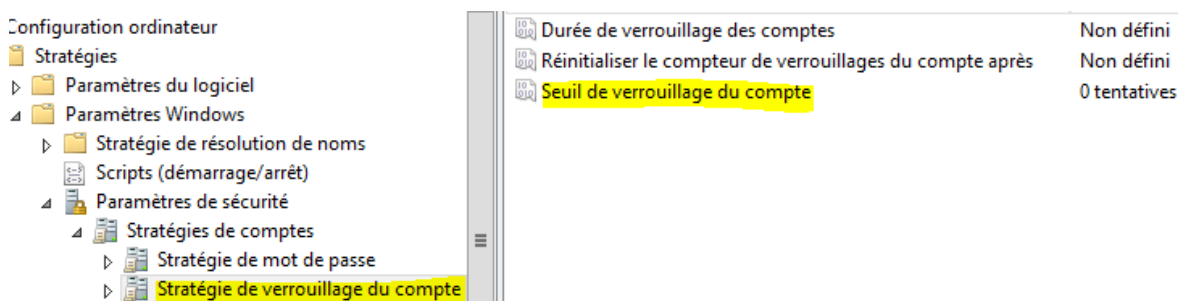 Configuration ordinateur
Stratégies
Paramètres du logiciel
Paramètres Windows
Stratégie de résolution de noms
Scripts (démarrage/arrêt)
Paramètres de sécurité
Stratégies de comptes
Stratégie de mot de passe
Stratégie de verrouillage du compte
Durée de verrouillage des comptes Non défini
Réinitialiser le compteur de verrouillages du compte après Non défini
Seuil de verrouillage du compte 0 tentatives